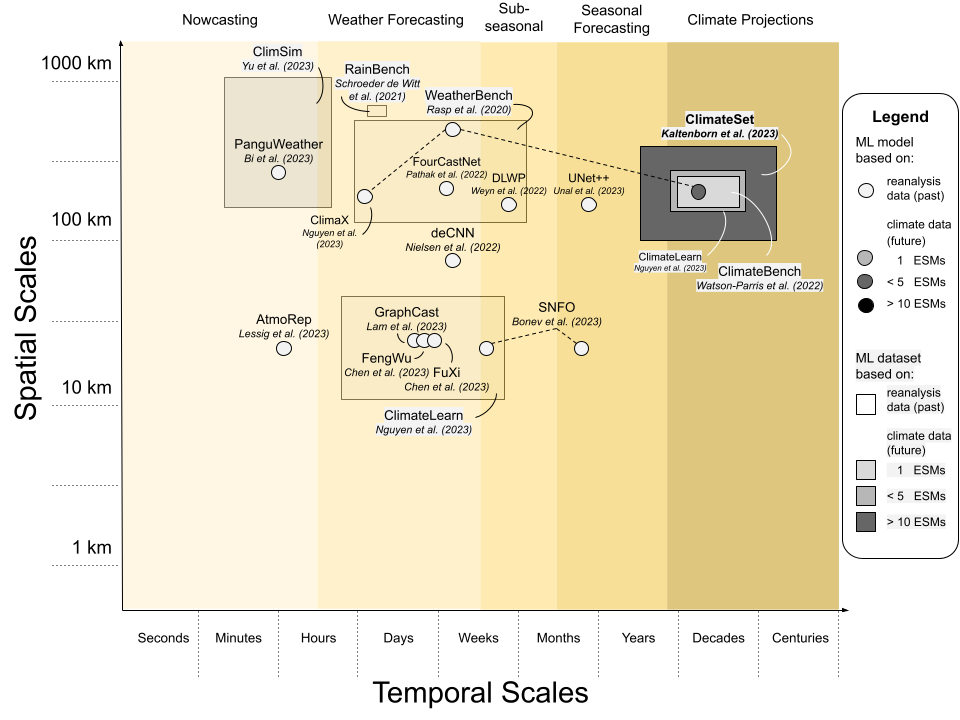 Nowcasting
Weather Forecasting
Sub-
seasonal
Seasonal
Forecasting
Climate Projections
1000 km
100 km
10 km
1 km
Spatial Scales
ClimSim
Yu et al. (2023)
RainBench
Schroeder de Witt
et al. (2021)
WeatherBench
Rasp et al. (2020)
ClimateSet
Kaltenborn et al. (2023)
PanguWeather
Bi et al. (2023)
FourCastNet
Pathak et al. (2022)
DLWP
Weyn et al. (2022)
UNet++
Unal et al. (2023)
ClimaX
Nguyen et al.
(2023)
deCNN
Nielsen et al. (2022)
ClimateLearn
Nguyen et al. (2023)
ClimateBench
Watson-Parris et al. (2022)
AtmoRep
Lessig et al. (2023)
GraphCast
Lam et al. (2023)
FengWu
Chen et al. (2023)
FuXi
Chen et al. (2023)
SNFO
Bonev et al. (2023)
ClimateLearn
Nguyen et al. (2023)
Seconds
Minutes
Hours
Days
Weeks
Months
Years
Decades
Centuries
Temporal Scales
Legend
ML model
based on:
reanalysis
data (past)
climate data
(future)
1 ESMs
< 5 ESMs
> 10 ESMs
ML dataset
based on:
reanalysis
data (past)
climate data
(future)
1 ESMs
< 5 ESMs
> 10 ESMs